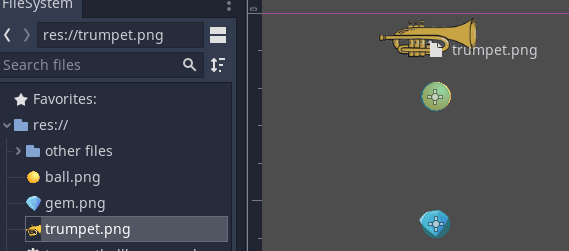 FileSystem
res://trumpet.png
Search files
Favorites:
res://
other files
ball.png
gem.png
trumpet.png
trumpet.png